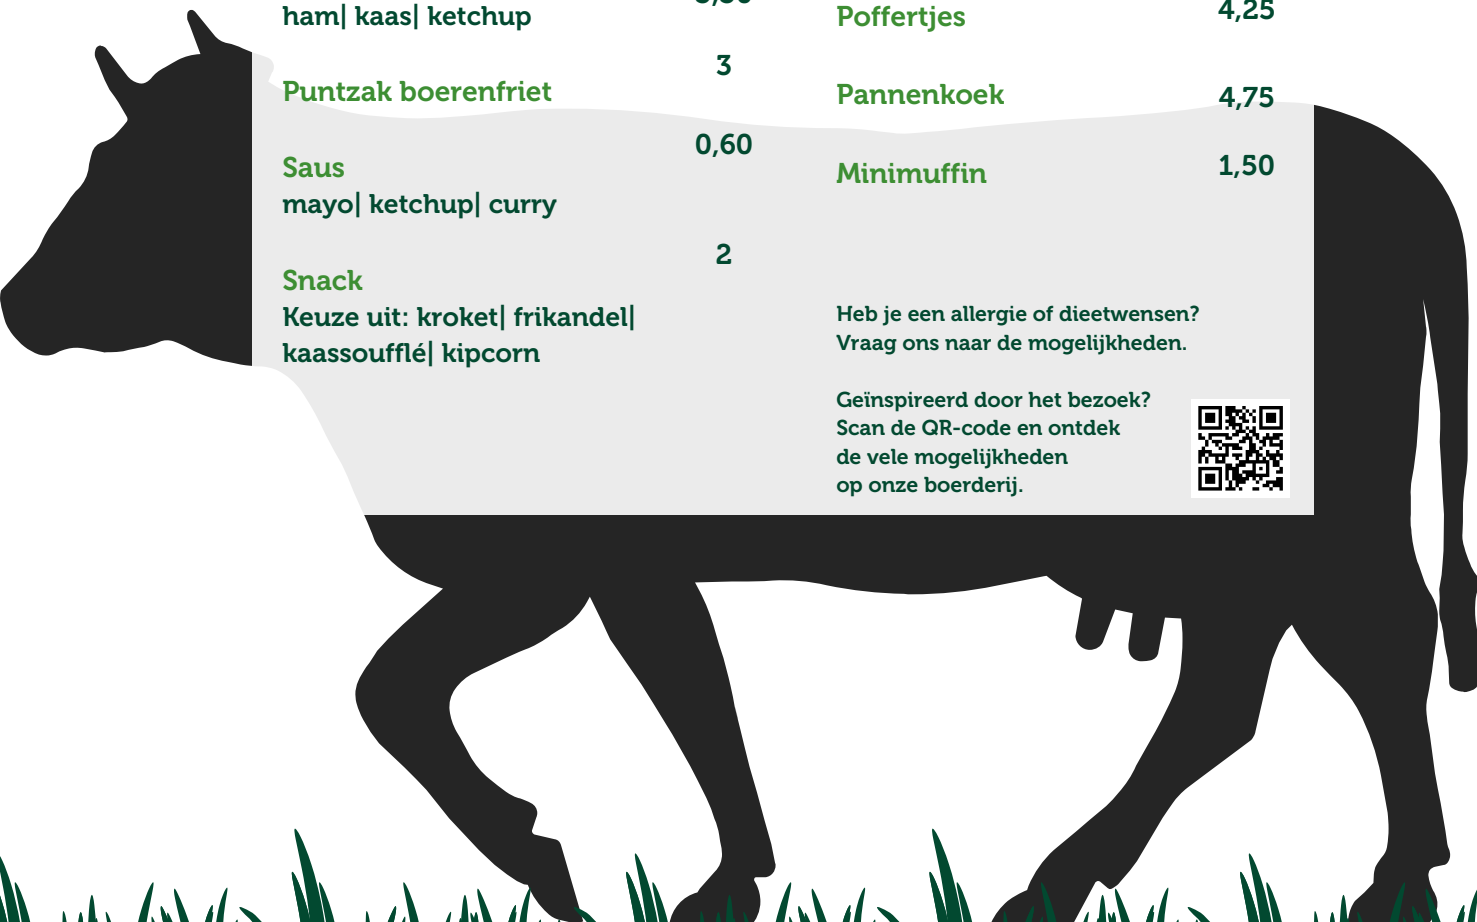 ham| kaas| ketchup
Puntzak boerenfriet
3
Saus
0,60
mayo| ketchup| curry
Snack
2
Keuze uit: kroket| frikandel|
kaassoufflé| kipcorn
Poffertjes
4,25
Pannenkoek
4,75
Minimuffin
1,50
Heb je een allergie of dieetwensen?
Vraag ons naar de mogelijkheden.
Geïnspireerd door het bezoek?
Scan de QR-code en ontdek
de vele mogelijkheden
op onze boerderij.